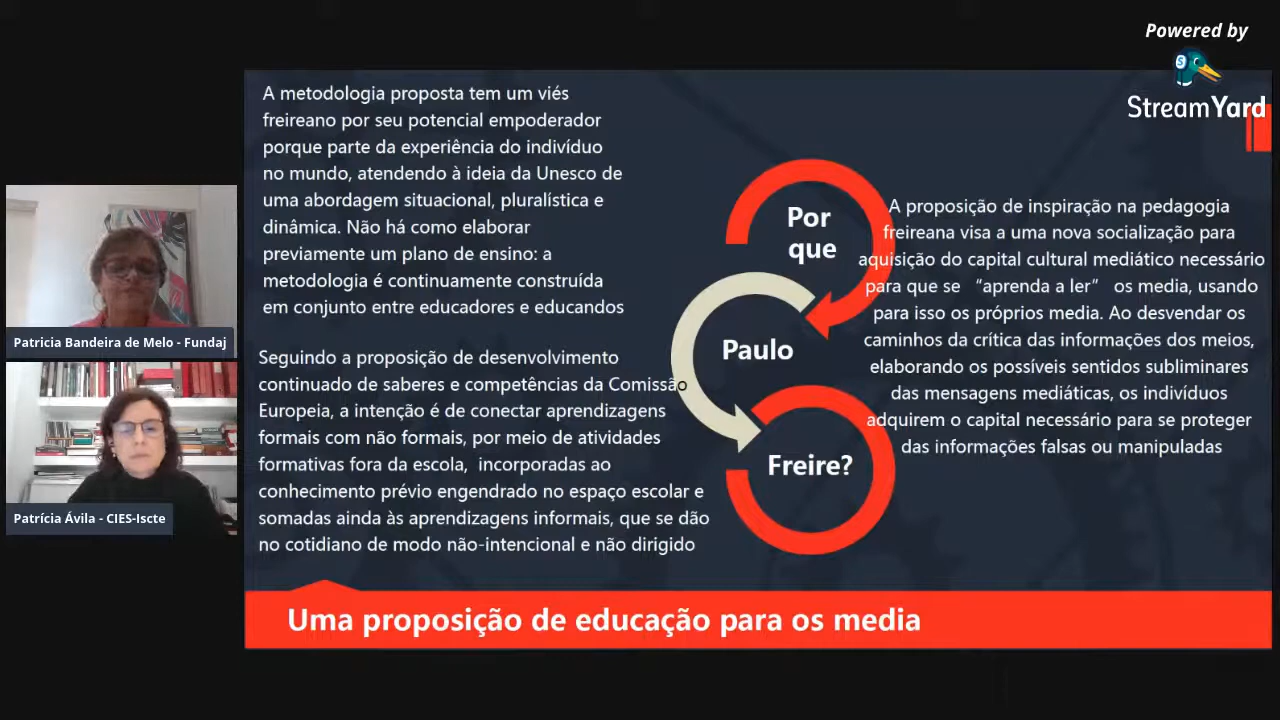 Powered by
StreamYard
A metodologia proposta tem um viés
freireano por seu potencial empoderador
porque parte da experiência do indivíduo
no mundo, atendendo à ideia da Unesco de
uma abordagem situacional, pluralística e
dinâmica. Não há como elaborar
previamente um plano de ensino: a
metodologia é continuamente construída
em conjunto entre educadores e educandos
Seguindo a proposição de desenvolvimento
continuado de saberes e competências da Comissão
Europeia, a intenção é de conectar aprendizagens
formais com não formais, por meio de atividades
formativas fora da escola, incorporadas ao
conhecimento prévio engendrado no espaço escolar e
somadas ainda às aprendizagens informais, que se dão
no cotidiano de modo não-intencional e não dirigido
Por
que
Paulo
Freire?
A proposição de inspiração na pedagogia
freireana visa a uma nova socialização para
aquisição do capital cultural mediático necessário
para que se “aprenda a ler” os media, usando
para isso os próprios media. Ao desvendar os
caminhos da crítica das informações dos meios,
elaborando os possíveis sentidos subliminares
das mensagens mediáticas, os indivíduos
adquirem o capital necessário para se proteger
das informações falsas ou manipuladas
Patricia Bandeira de Melo - Fundaj
Patrícia Ávila - CIES-Iscte
Uma proposição de educação para os media